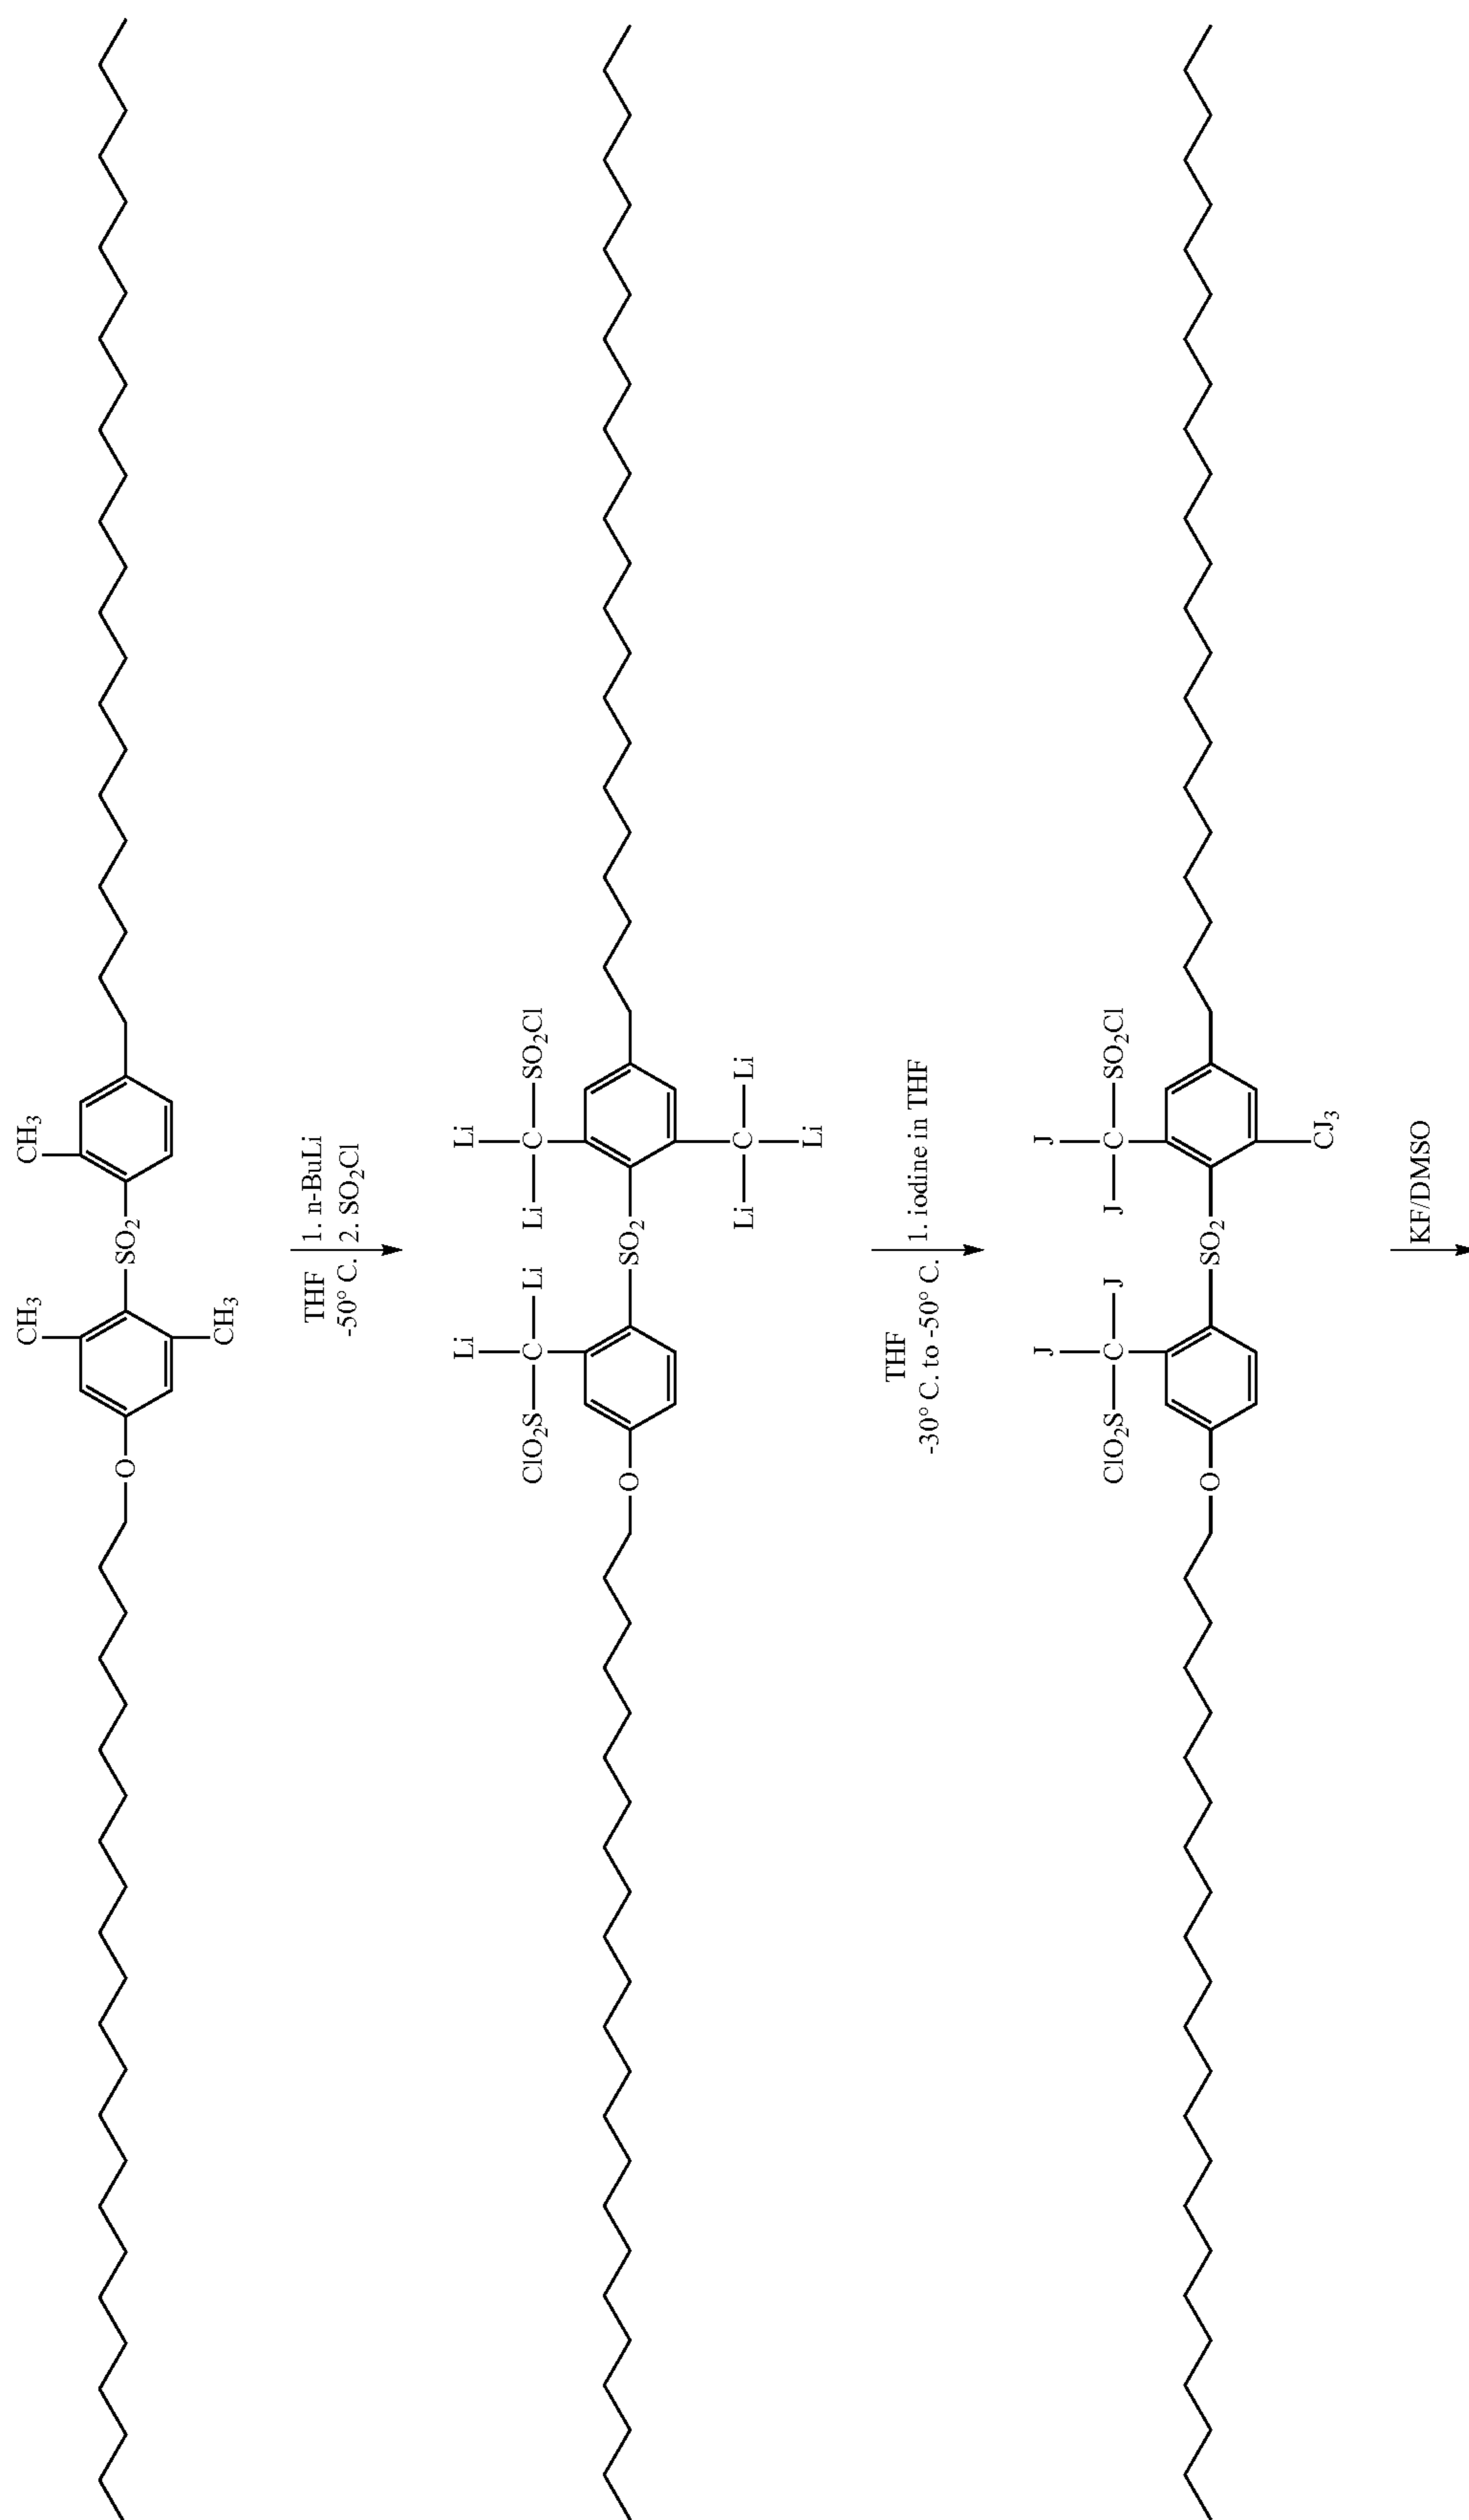 CH₃ CH₃
O SO₂
CH₃
THF 1. n-BuLi
-50° C. 2. SO₂Cl
Li Li
ClO₂S C Li Li C SO₂Cl
O SO₂
Li C Li
Li
THF
1. iodine in THF
-30° C. to -50° C.
J J
ClO₂S C J J C SO₂Cl
O SO₂
CJ₃
KF/DMSO